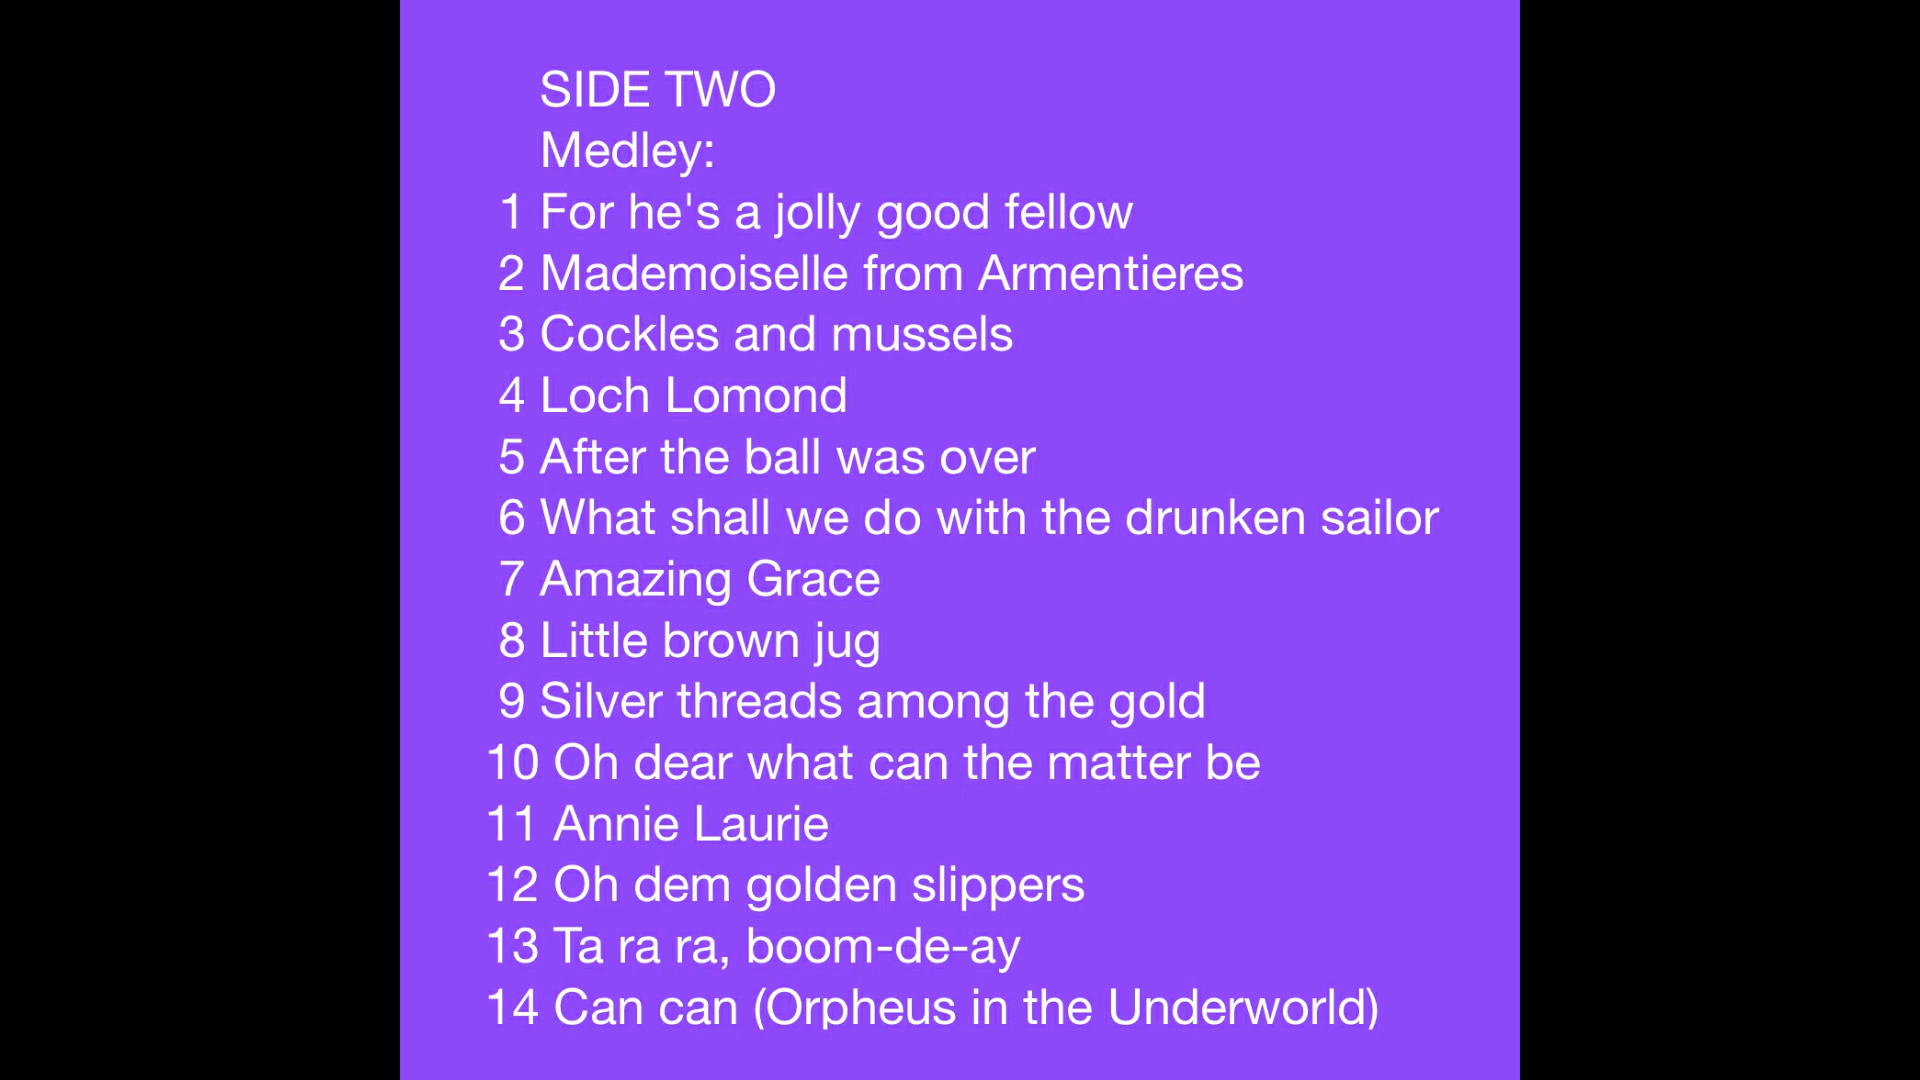 SIDE TWO
Medley:
1 For he's a jolly good fellow
2 Mademoiselle from Armentieres
3 Cockles and mussels
4 Loch Lomond
5 After the ball was over
6 What shall we do with the drunken sailor
7 Amazing Grace
8 Little brown jug
9 Silver threads among the gold
10 Oh dear what can the matter be
11 Annie Laurie
12 Oh dem golden slippers
13 Ta ra ra, boom-de-ay
14 Can can (Orpheus in the Underworld)